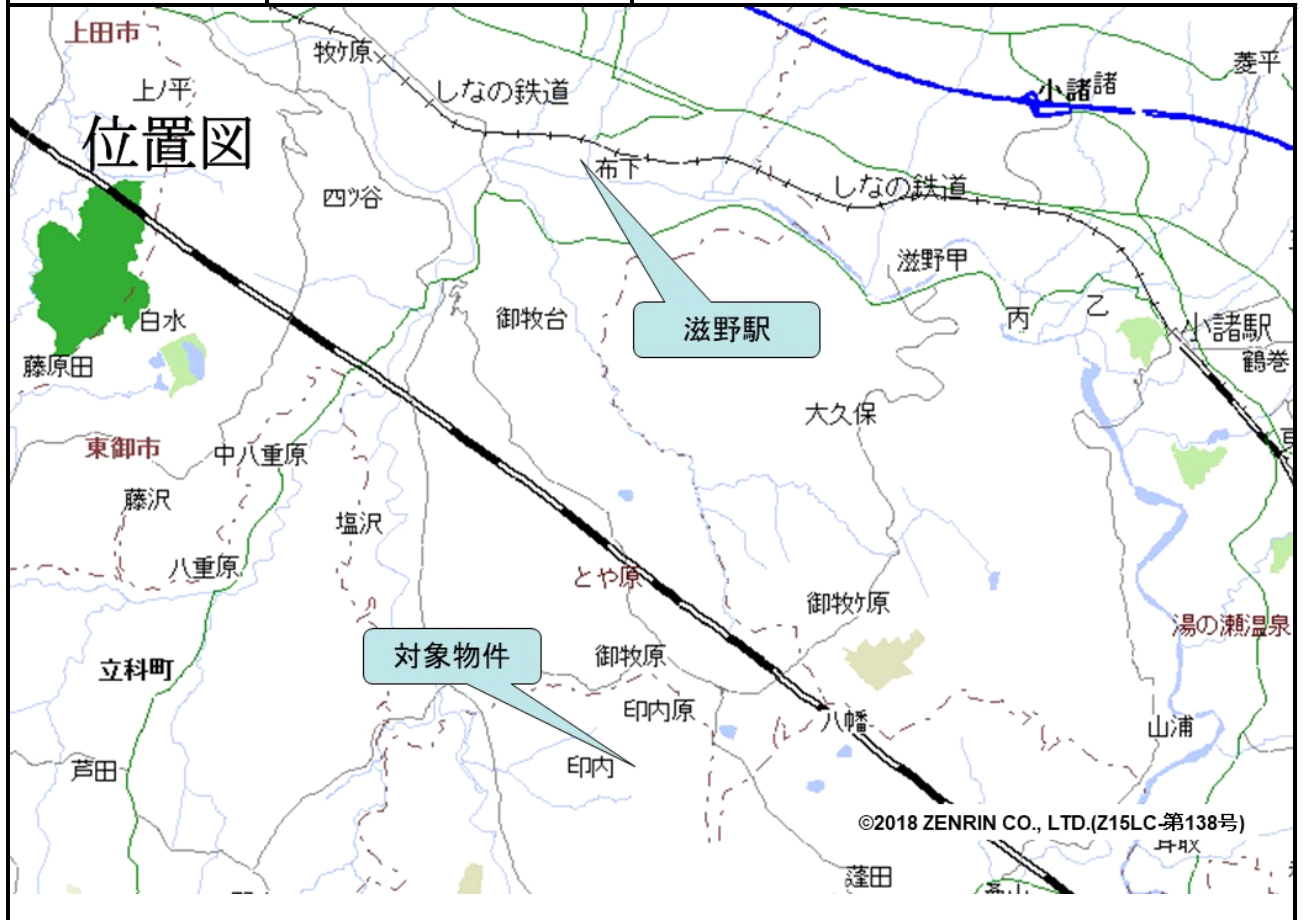 上田市
牧ケ原
菱平
上ノ平
しなの鉄道
小諸
諸
位置図
布下
四ツ谷
しなの鉄道
滋野甲
御牧台
滋野駅
丙
乙
小諸駅
白水
藤原田
鶴巻
大久保
東御市
中八重原
藤沢
塩沢
八重原
とや原
御牧ケ原
湯の瀬温泉
対象物件
御牧原
立科町
印内原
八幡
山浦
印内
芦田
©2018 ZENRIN CO., LTD.(Z15LC-第138号)
耳取
蓬田